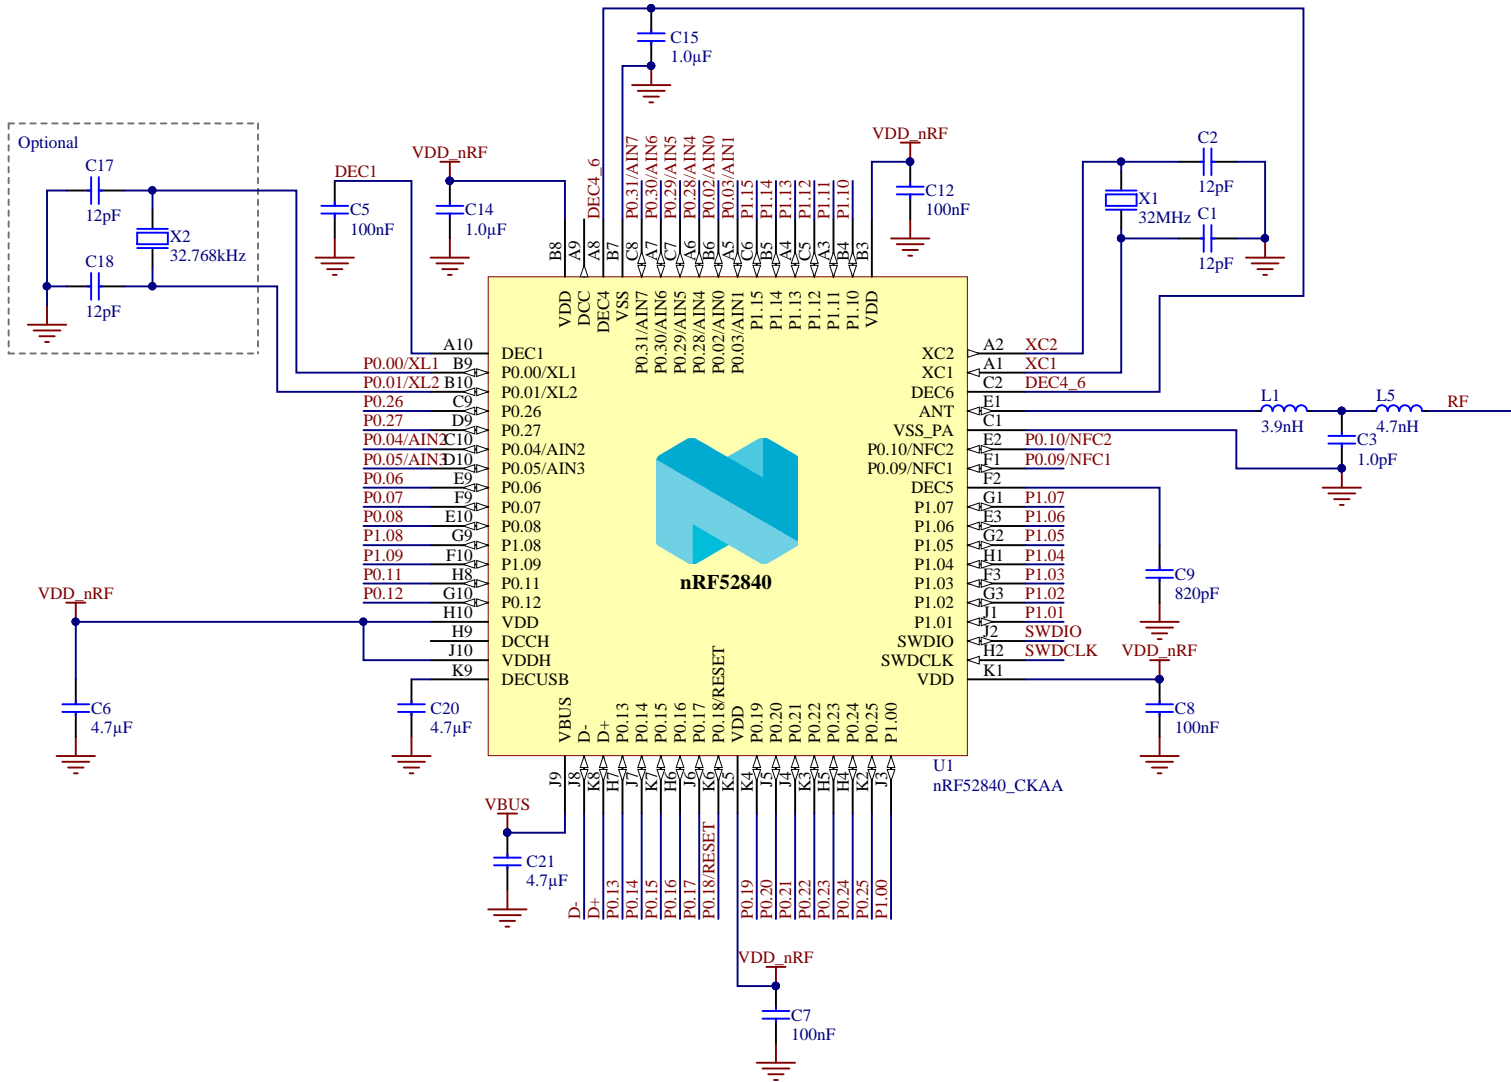 C15
1.0µF
Optional
C17
12pF
X2
32.768kHz
C18
12pF
DEC1
C5
100nF
VDD_nRF
C14
1.0µF
DEC4_6
P0.31/AIN7
P0.30/AIN6
P0.29/AIN5
P0.28/AIN4
P0.02/AIN0
P0.03/AIN1
P1.15
P1.14
P1.13
P1.12
P1.11
P1.10
VDD_nRF
C12
100nF
C2
12pF
X1
32MHz
C1
12pF
B8
A9
A8
B7
C8
A7
C7
A6
B6
A5
C6
B5
A4
C5
A3
B4
B3
VDD
DCC
DEC4
VSS
P0.31/AIN7
P0.30/AIN6
P0.29/AIN5
P0.28/AIN4
P0.02/AIN0
P0.03/AIN1
P1.15
P1.14
P1.13
P1.12
P1.11
P1.10
VDD
A10 DEC1
P0.00/XL1 B9 P0.00/XL1
P0.01/XL2 B10 P0.01/XL2
P0.26 C9 P0.26
P0.27 D9 P0.27
P0.04/AIN2 C10 P0.04/AIN2
P0.05/AIN3 D10 P0.05/AIN3
P0.06 E9 P0.06
P0.07 F9 P0.07
P0.08 E10 P0.08
P1.08 G9 P1.08
P1.09 F10 P1.09
P0.11 H8 P0.11
P0.12 G10 P0.12
H10 VDD
H9 DCCH
J10 VDDH
K9 DECUSB
XC2 A2 XC2
XC1 A1 XC1
DEC6 C2 DEC4_6
ANT E1
VSS_PA C1
P0.10/NFC2 E2 P0.10/NFC2
P0.09/NFC1 F1 P0.09/NFC1
DEC5 F2
P1.07 G1 P1.07
P1.06 E3 P1.06
P1.05 G2 P1.05
P1.04 H1 P1.04
P1.03 F3 P1.03
P1.02 G3 P1.02
P1.01 J1 P1.01
SWDIO J2 SWDIO
SWDCLK H2 SWDCLK
VDD K1
L1
3.9nH
L5
4.7nH
RF
C3
1.0pF
C9
820pF
VDD_nRF
C8
100nF
nRF52840
VDD_nRF
C6
4.7µF
C20
4.7µF
VBUS
D-
D+
P0.13
P0.14
P0.15
P0.16
P0.17
P0.18/RESET
VDD
P0.19
P0.20
P0.21
P0.22
P0.23
P0.24
P0.25
P1.00
U1
nRF52840_CKAA
J9
J8
K8
H7
J7
K7
H6
J6
K6
K5
K4
J5
J4
K3
H5
H4
K2
J3
VBUS
C21
4.7µF
D-
D+
P0.13
P0.14
P0.15
P0.16
P0.17
P0.18/RESET
P0.19
P0.20
P0.21
P0.22
P0.23
P0.24
P0.25
P1.00
VDD_nRF
C7
100nF